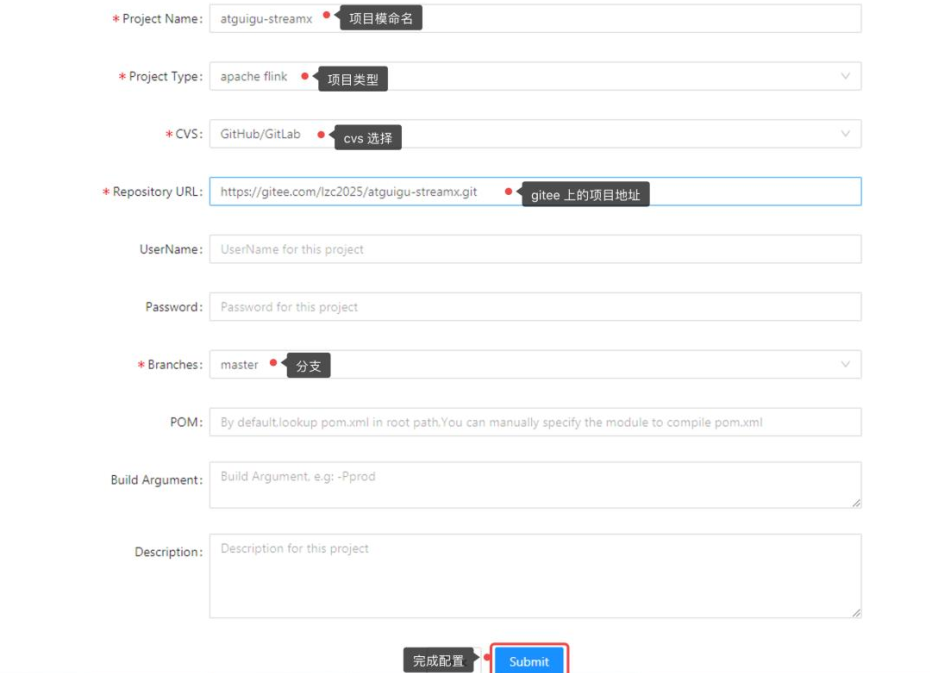 * Project Name: atguigu-streamx 项目模命名
* Project Type: apache flink 项目类型
* CVS: GitHub/GitLab cvs 选择
* Repository URL: https://gitee.com/lzc2025/atguigu-streamx.git gitee 上的项目地址
UserName: UserName for this project
Password: Password for this project
* Branches: master 分支
POM: By default,lookup pom.xml in root path,You can manually specify the module to compile pom.xml
Build Argument: Build Argument, e.g: -Pprod
Description: Description for this project
完成配置 Submit